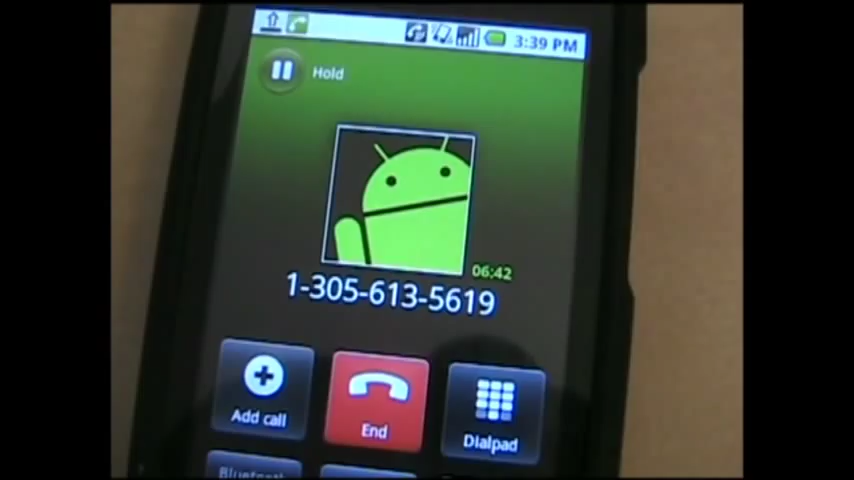 3:39 PM
Hold
06:42
1-305-613-5619
Add call
End
Dialpad